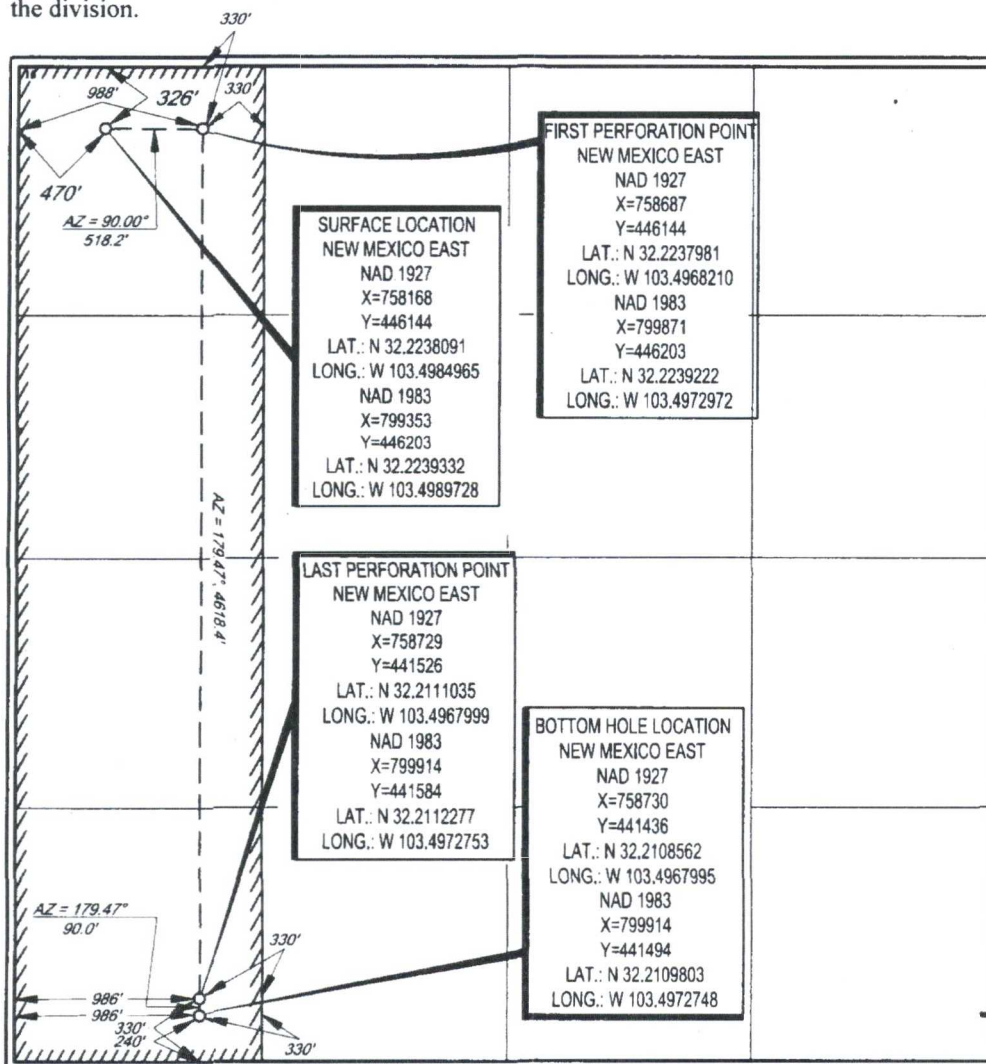 the division.
330'
988'
326'
330'
470'
AZ = 90.00°
518.2'
FIRST PERFORATION POINT
NEW MEXICO EAST
NAD 1927
X=758687
Y=446144
LAT.: N 32.2237981
LONG.: W 103.4968210
NAD 1983
X=799871
Y=446203
LAT.: N 32.2239222
LONG.: W 103.4972972
SURFACE LOCATION
NEW MEXICO EAST
NAD 1927
X=758168
Y=446144
LAT.: N 32.2238091
LONG.: W 103.4984965
NAD 1983
X=799353
Y=446203
LAT.: N 32.2239332
LONG.: W 103.4989728
AZ = 179.47°, 4618.4'
LAST PERFORATION POINT
NEW MEXICO EAST
NAD 1927
X=758729
Y=441526
LAT.: N 32.2111035
LONG.: W 103.4967999
NAD 1983
X=799914
Y=441584
LAT.: N 32.2112277
LONG.: W 103.4972753
BOTTOM HOLE LOCATION
NEW MEXICO EAST
NAD 1927
X=758730
Y=441436
LAT.: N 32.2108562
LONG.: W 103.4967995
NAD 1983
X=799914
Y=441494
LAT.: N 32.2109803
LONG.: W 103.4972748
AZ = 179.47°
90.0'
330'
986'
986'
330'
240'
330'